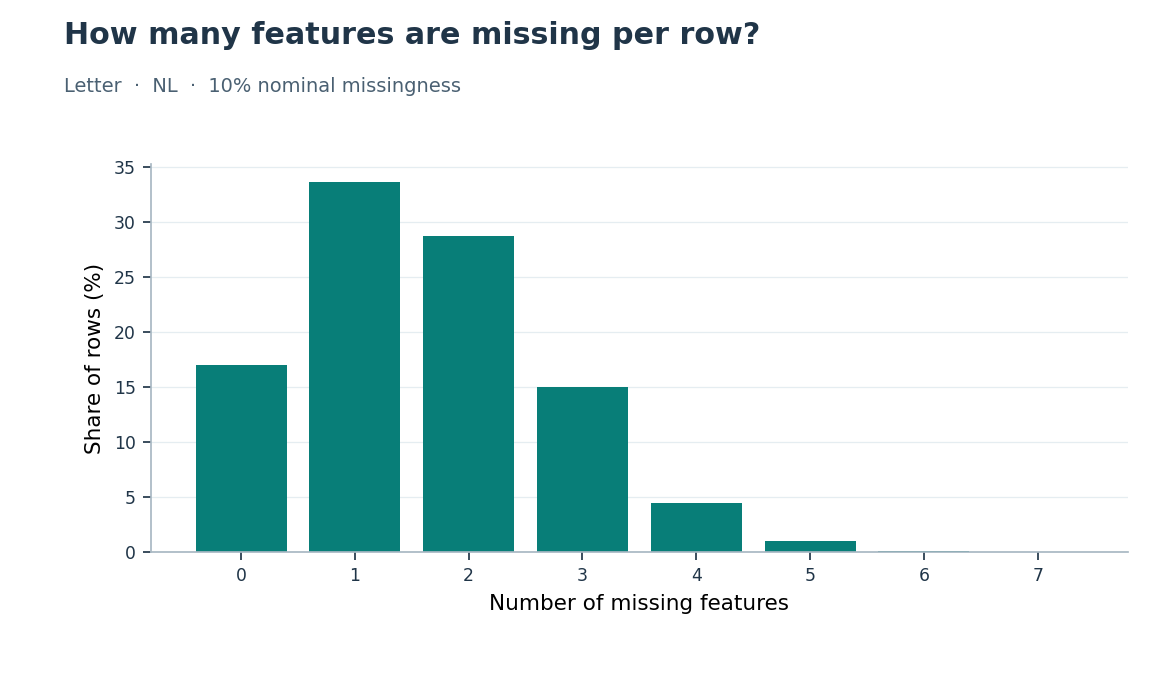 How many features are missing per row?
Letter · NL · 10% nominal missingness
35
30
25
20
15
10
5
0
Share of rows (%)
0 1 2 3 4 5 6 7
Number of missing features